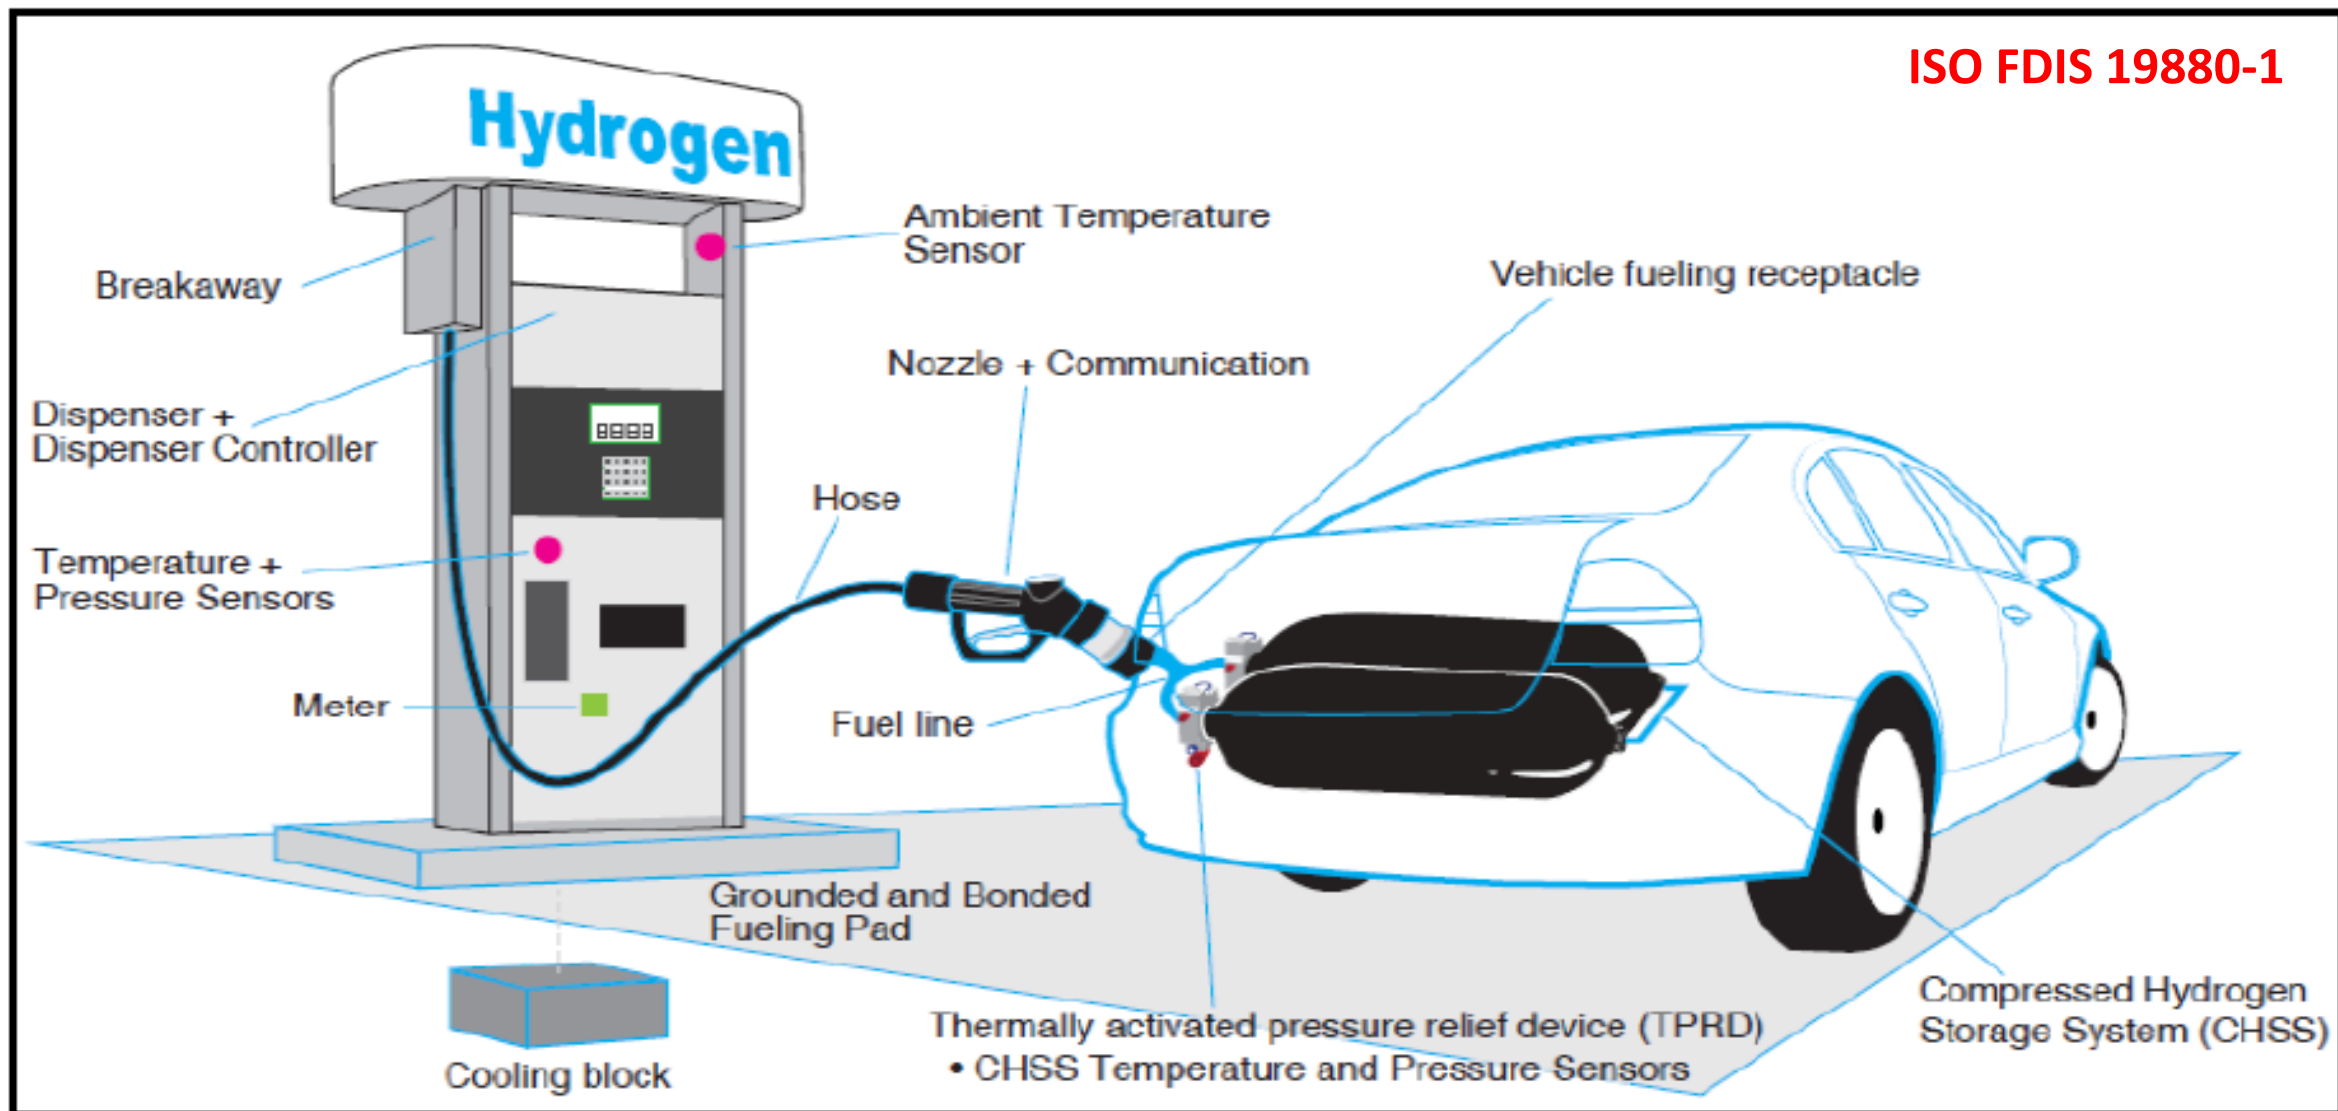 ISO FDIS 19880-1
Hydrogen
Ambient Temperature
Sensor
Breakaway
Vehicle fueling receptacle
Nozzle + Communication
Dispenser +
Dispenser Controller
8888
Hose
Temperature +
Pressure Sensors
Meter
Fuel line
Grounded and Bonded
Fueling Pad
Compressed Hydrogen
Storage System (CHSS)
Thermally activated pressure relief device (TPRD)
• CHSS Temperature and Pressure Sensors
Cooling block